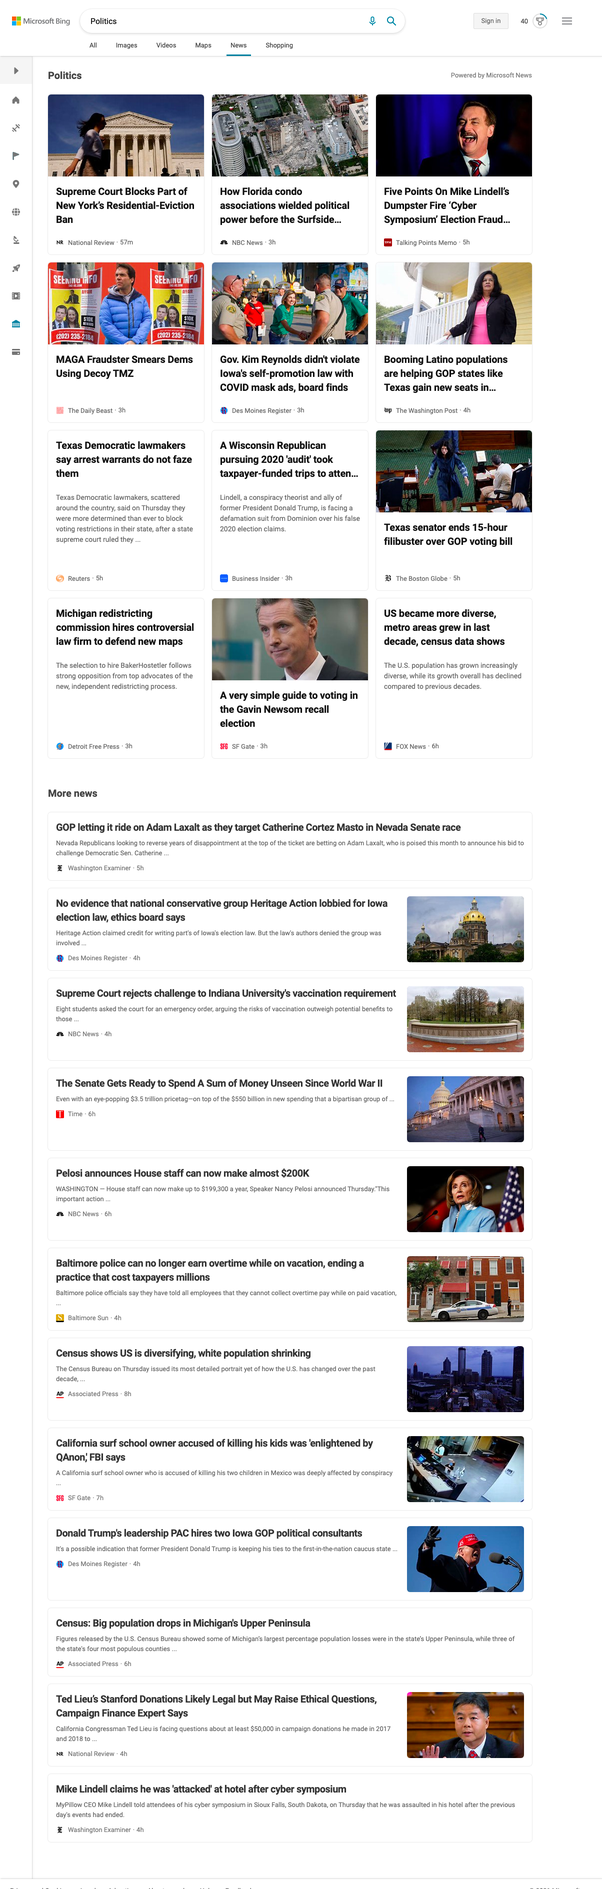 Microsoft Bing
Politics
Sign in
40
All
Images
Videos
Maps
News
Shopping
Politics
Powered by Microsoft News
Supreme Court Blocks Part of
New York's Residential-Eviction
Ban
NR National Review · 57m
How Florida condo
associations wielded political
power before the Surfside...
NBC News · 3h
Five Points On Mike Lindell's
Dumpster Fire 'Cyber
Symposium' Election Fraud...
Talking Points Memo · 5h
SEEKING INFO
(202) 235-2184
SEEKING INFO
(202) 235-2184
MAGA Fraudster Smears Dems
Using Decoy TMZ
The Daily Beast · 3h
Gov. Kim Reynolds didn't violate
Iowa's self-promotion law with
COVID mask ads, board finds
Des Moines Register · 3h
Booming Latino populations
are helping GOP states like
Texas gain new seats in...
wp The Washington Post · 4h
Texas Democratic lawmakers
say arrest warrants do not faze
them
Texas Democratic lawmakers, scattered
around the country, said on Thursday they
were more determined than ever to block
voting restrictions in their state, after a state
supreme court ruled they ...
Reuters · 5h
A Wisconsin Republican
pursuing 2020 'audit' took
taxpayer-funded trips to atten...
Lindell, a conspiracy theorist and ally of
former President Donald Trump, is facing a
defamation suit from Dominion over his false
2020 election claims.
Business Insider · 3h
Texas senator ends 15-hour
filibuster over GOP voting bill
B The Boston Globe · 5h
Michigan redistricting
commission hires controversial
law firm to defend new maps
The selection to hire BakerHostetler follows
strong opposition from top advocates of the
new, independent redistricting process.
Detroit Free Press · 3h
A very simple guide to voting in
the Gavin Newsom recall
election
SF Gate · 3h
US became more diverse,
metro areas grew in last
decade, census data shows
The U.S. population has grown increasingly
diverse, while its growth overall has declined
compared to previous decades.
FOX News · 6h
More news
GOP letting it ride on Adam Laxalt as they target Catherine Cortez Masto in Nevada Senate race
Nevada Republicans looking to reverse years of disappointment at the top of the ticket are betting on Adam Laxalt, who is poised this month to announce his bid to
challenge Democratic Sen. Catherine ...
Washington Examiner · 5h
No evidence that national conservative group Heritage Action lobbied for Iowa
election law, ethics board says
Heritage Action claimed credit for writing part's of Iowa's election law. But the law's authors denied the group was
involved ...
Des Moines Register · 4h
Supreme Court rejects challenge to Indiana University's vaccination requirement
Eight students asked the court for an emergency order, arguing the risks of vaccination outweigh potential benefits to
those ...
NBC News · 4h
The Senate Gets Ready to Spend A Sum of Money Unseen Since World War II
Even with an eye-popping $3.5 trillion pricetag—on top of the $550 billion in new spending that a bipartisan group of ...
Time · 6h
Pelosi announces House staff can now make almost $200K
WASHINGTON — House staff can now make up to $199,300 a year, Speaker Nancy Pelosi announced Thursday."This
important action ...
NBC News · 6h
Baltimore police can no longer earn overtime while on vacation, ending a
practice that cost taxpayers millions
Baltimore police officials say they have told all employees that they cannot collect overtime pay while on paid vacation,
...
Baltimore Sun · 4h
Census shows US is diversifying, white population shrinking
The Census Bureau on Thursday issued its most detailed portrait yet of how the U.S. has changed over the past
decade, ...
AP Associated Press · 8h
California surf school owner accused of killing his kids was 'enlightened by
QAnon,' FBI says
A California surf school owner who is accused of killing his two children in Mexico was deeply affected by conspiracy
...
SF Gate · 7h
Donald Trump's leadership PAC hires two Iowa GOP political consultants
It's a possible indication that former President Donald Trump is keeping his ties to the first-in-the-nation caucus state ...
Des Moines Register · 4h
Census: Big population drops in Michigan's Upper Peninsula
Figures released by the U.S. Census Bureau showed some of Michigan's largest percentage population losses were in the state's Upper Peninsula, while three of
the state's four most populous counties ...
AP Associated Press · 6h
Ted Lieu's Stanford Donations Likely Legal but May Raise Ethical Questions,
Campaign Finance Expert Says
California Congressman Ted Lieu is facing questions about at least $50,000 in campaign donations he made in 2017
and 2018 to ...
NR National Review · 4h
Mike Lindell claims he was 'attacked' at hotel after cyber symposium
MyPillow CEO Mike Lindell told attendees of his cyber symposium in Sioux Falls, South Dakota, on Thursday that he was assaulted in his hotel after the previous
day's events had ended.
Washington Examiner · 4h